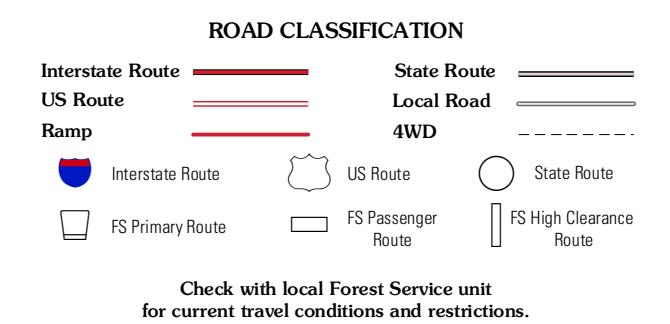 ROAD CLASSIFICATION
Interstate Route
State Route
US Route
Local Road
Ramp
4WD
Interstate Route
US Route
State Route
FS Primary Route
FS Passenger
Route
FS High Clearance
Route
Check with local Forest Service unit
for current travel conditions and restrictions.